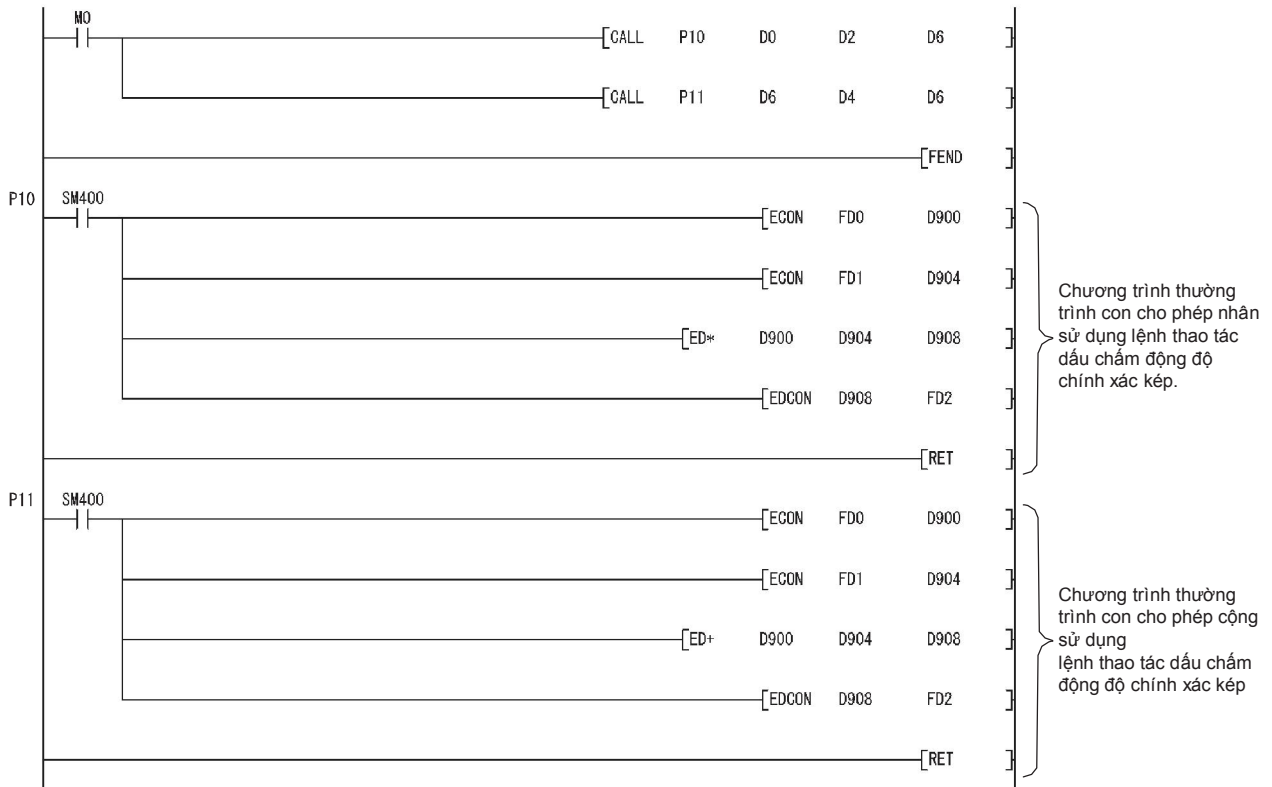 M0
[CALL P10 D0 D2 D6 ]
[CALL P11 D6 D4 D6 ]
[FEND ]
P10 SM400
[ECON FD0 D900 ]
[ECON FD1 D904 ]
[ED* D900 D904 D908 ]
[EDCON D908 FD2 ]
[RET ]
Chương trình thường
trình con cho phép nhân
sử dụng lệnh thao tác
dấu chấm động độ
chính xác kép.
P11 SM400
[ECON FD0 D900 ]
[ECON FD1 D904 ]
[ED+ D900 D904 D908 ]
[EDCON D908 FD2 ]
[RET ]
Chương trình thường
trình con cho phép cộng
sử dụng
lệnh thao tác dấu chấm
động độ chính xác kép